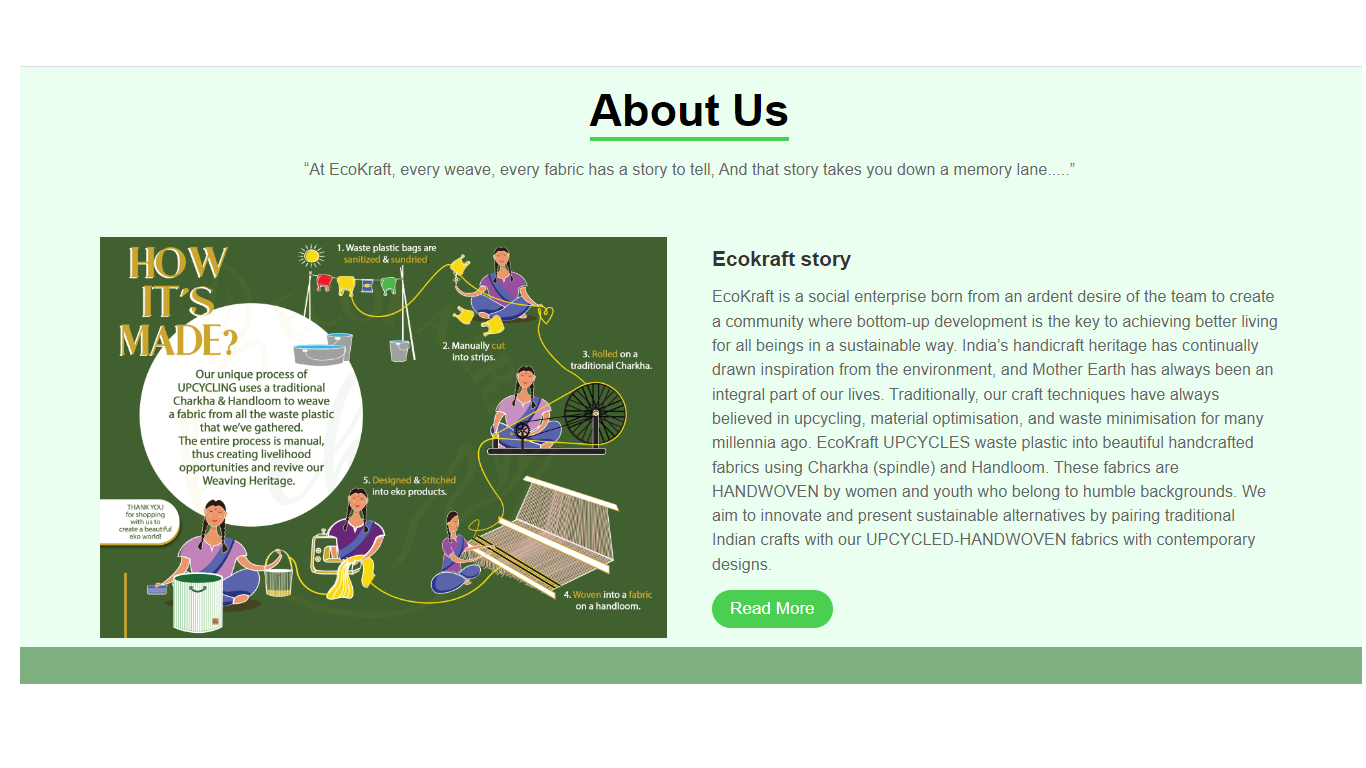 About Us
“At EcoKraft, every weave, every fabric has a story to tell, And that story takes you down a memory lane.....”
HOW
IT'S
MADE?
Our unique process of
UPCYCLING uses a traditional
Charkha & Handloom to weave
a fabric from all the waste plastic
that we've gathered.
The entire process is manual,
thus creating livelihood
opportunities and revive our
Weaving Heritage.
THANK YOU
for shopping
with us to
create a beautiful
eko world!
1. Waste plastic bags are
sanitized & sundried
2. Manually cut
into strips.
3. Rolled on a
traditional Charkha.
4. Woven into a fabric
on a handloom.
5. Designed & Stitched
into eko products.
Ecokraft story
EcoKraft is a social enterprise born from an ardent desire of the team to create
a community where bottom-up development is the key to achieving better living
for all beings in a sustainable way. India’s handicraft heritage has continually
drawn inspiration from the environment, and Mother Earth has always been an
integral part of our lives. Traditionally, our craft techniques have always
believed in upcycling, material optimisation, and waste minimisation for many
millennia ago. EcoKraft UPCYCLES waste plastic into beautiful handcrafted
fabrics using Charkha (spindle) and Handloom. These fabrics are
HANDWOVEN by women and youth who belong to humble backgrounds. We
aim to innovate and present sustainable alternatives by pairing traditional
Indian crafts with our UPCYCLED-HANDWOVEN fabrics with contemporary
designs.
Read More